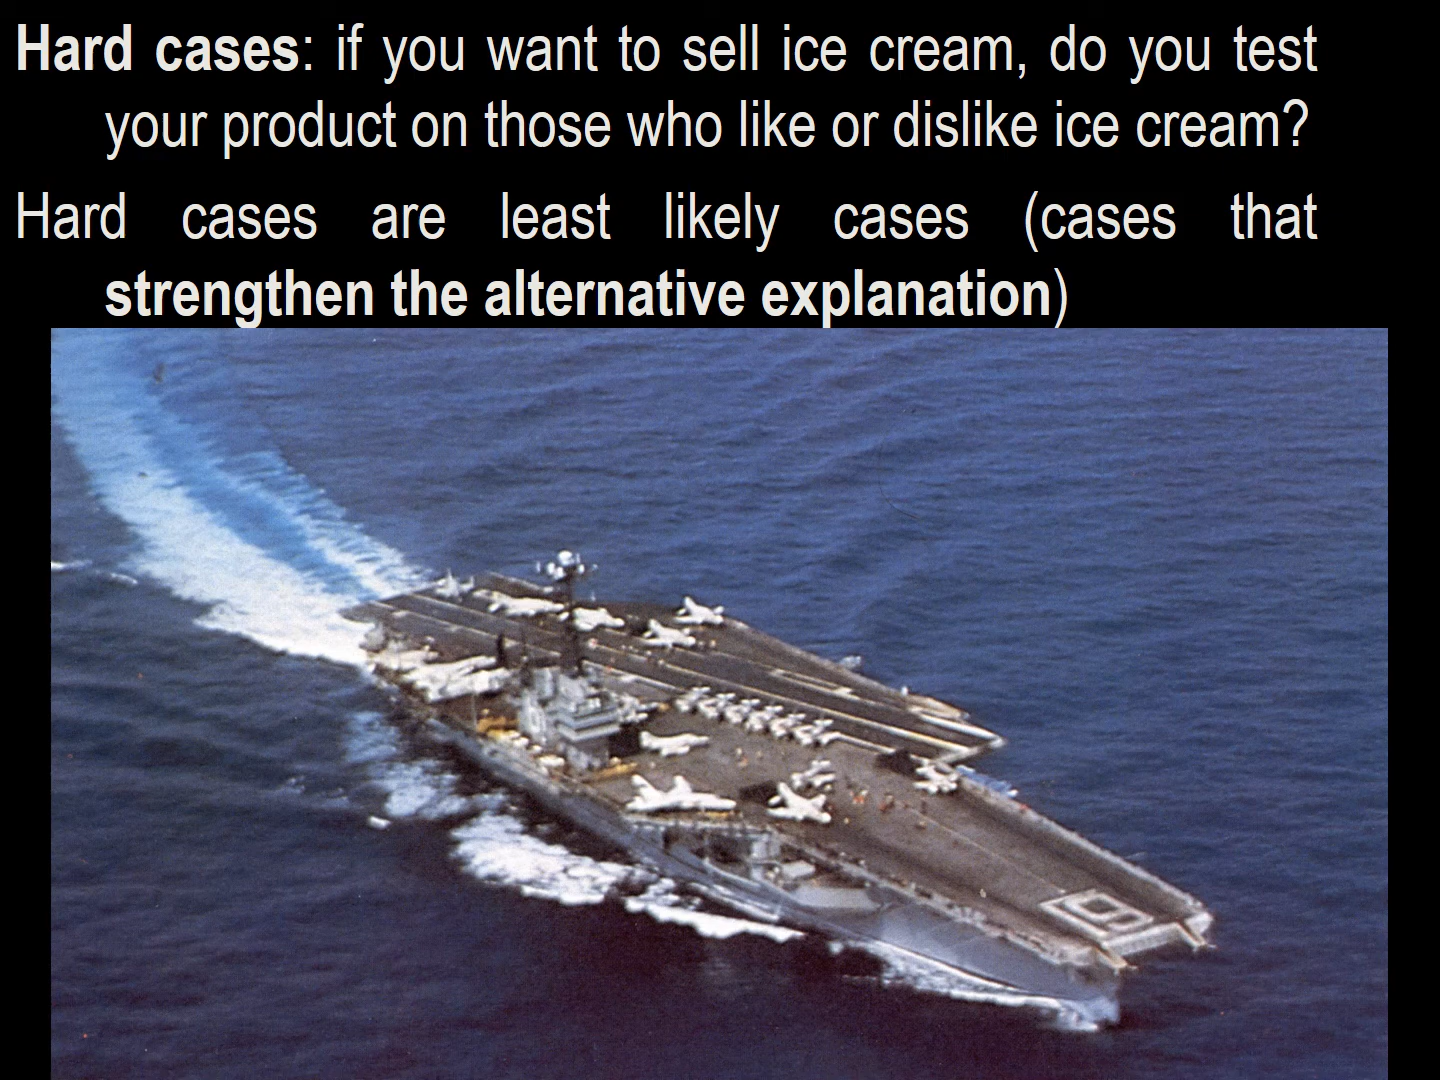 Hard cases: if you want to sell ice cream, do you test
your product on those who like or dislike ice cream?
Hard cases are least likely cases (cases that
strengthen the alternative explanation)